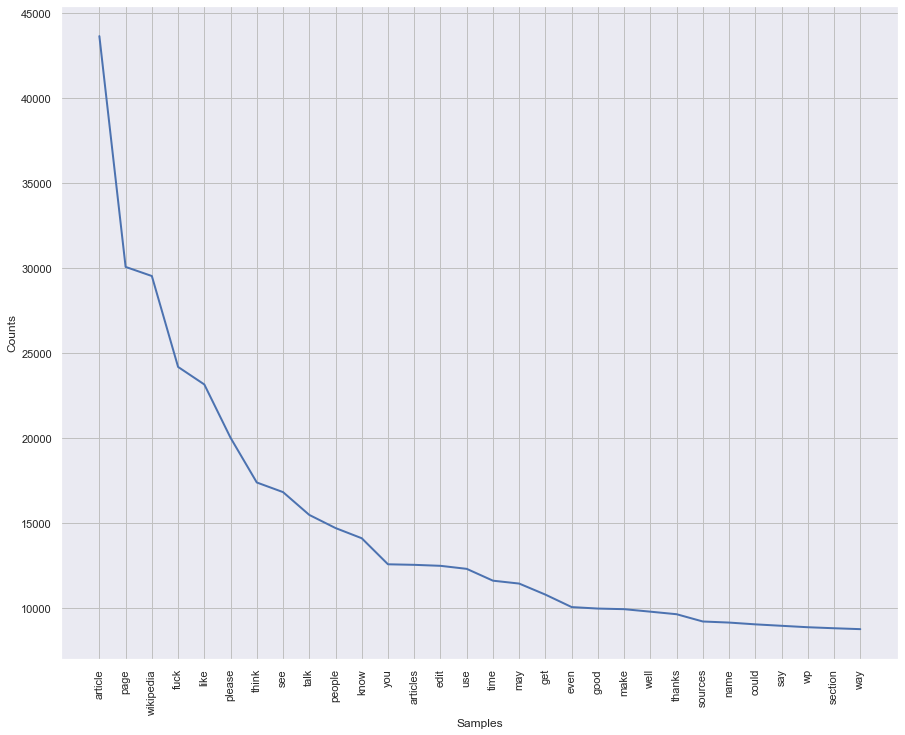 45000
40000
35000
30000
25000
20000
15000
10000
Counts
article
page
wikipedia
fuck
like
please
think
see
talk
people
know
you
articles
edit
use
time
may
get
even
good
make
well
thanks
sources
name
could
say
wp
section
way
Samples